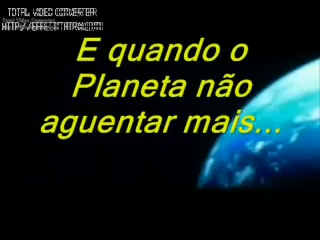 TOTAL VIDEO CONVERTER
E quando o
Planeta não
aguentar mais...